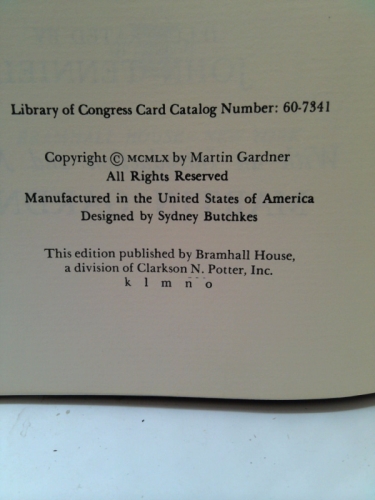 Library of Congress Card Catalog Number: 60-7341
Copyright © MCMLX by Martin Gardner
All Rights Reserved
Manufactured in the United States of America
Designed by Sydney Butchkes
This edition published by Bramhall House,
a division of Clarkson N. Potter, Inc.
k l m n o